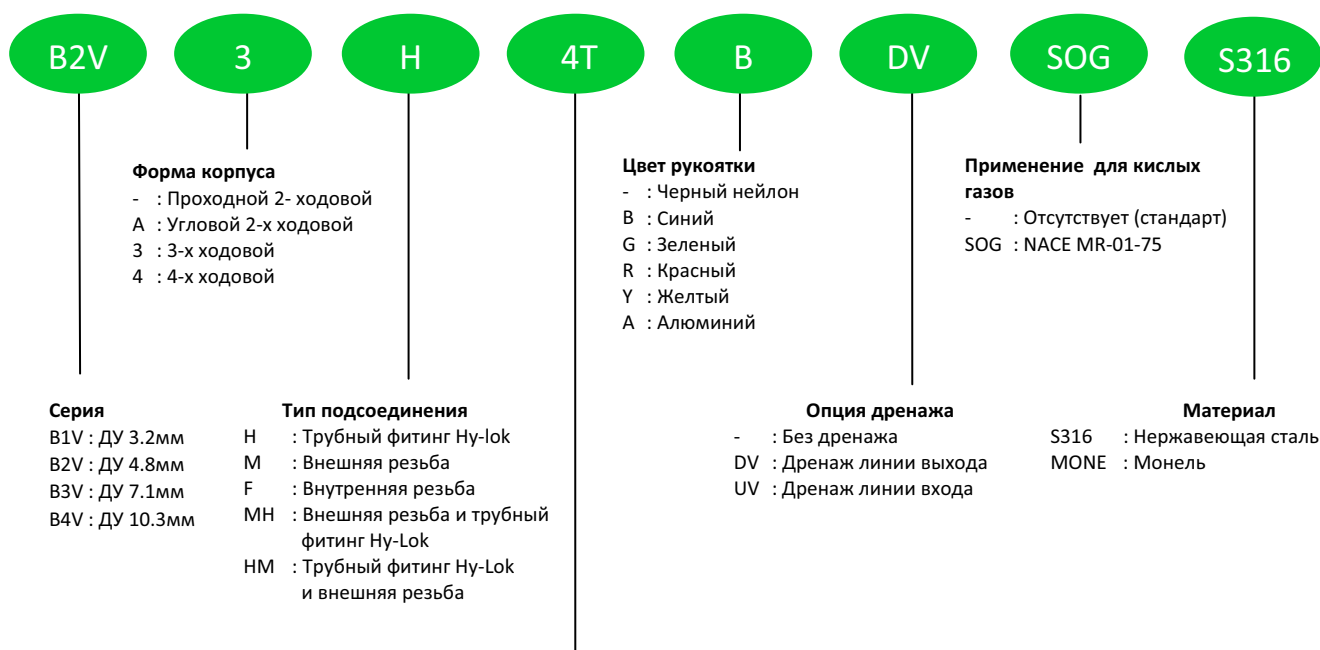 B2V 3 H 4T B DV SOG S316
Форма корпуса
- : Проходной 2- ходовой
A : Угловой 2-х ходовой
3 : 3-х ходовой
4 : 4-х ходовой
Цвет рукоятки
- : Черный нейлон
B : Синий
G : Зеленый
R : Красный
Y : Желтый
A : Алюминий
Применение для кислых
газов
- : Отсутствует (стандарт)
SOG : NACE MR-01-75
Серия
B1V : ДУ 3.2мм
B2V : ДУ 4.8мм
B3V : ДУ 7.1мм
B4V : ДУ 10.3мм
Тип подсоединения
H : Трубный фитинг Hy-lok
M : Внешняя резьба
F : Внутренняя резьба
MH : Внешняя резьба и трубный
фитинг Hy-Lok
HM : Трубный фитинг Hy-Lok
и внешняя резьба
Опция дренажа
- : Без дренажа
DV : Дренаж линии выхода
UV : Дренаж линии входа
Материал
S316 : Нержавеющая сталь
MONE : Монель